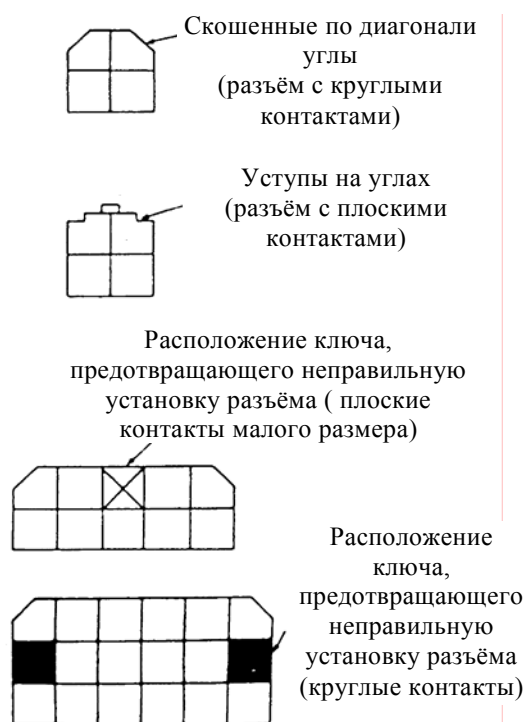 Скошенные по диагонали
углы
(разъём с круглыми
контактами)
Уступы на углах
(разъём с плоскими
контактами)
Расположение ключа,
предотвращающего неправильную
установку разъёма ( плоские
контакты малого размера)
Расположение
ключа,
предотвращающего
неправильную
установку разъёма
(круглые контакты)